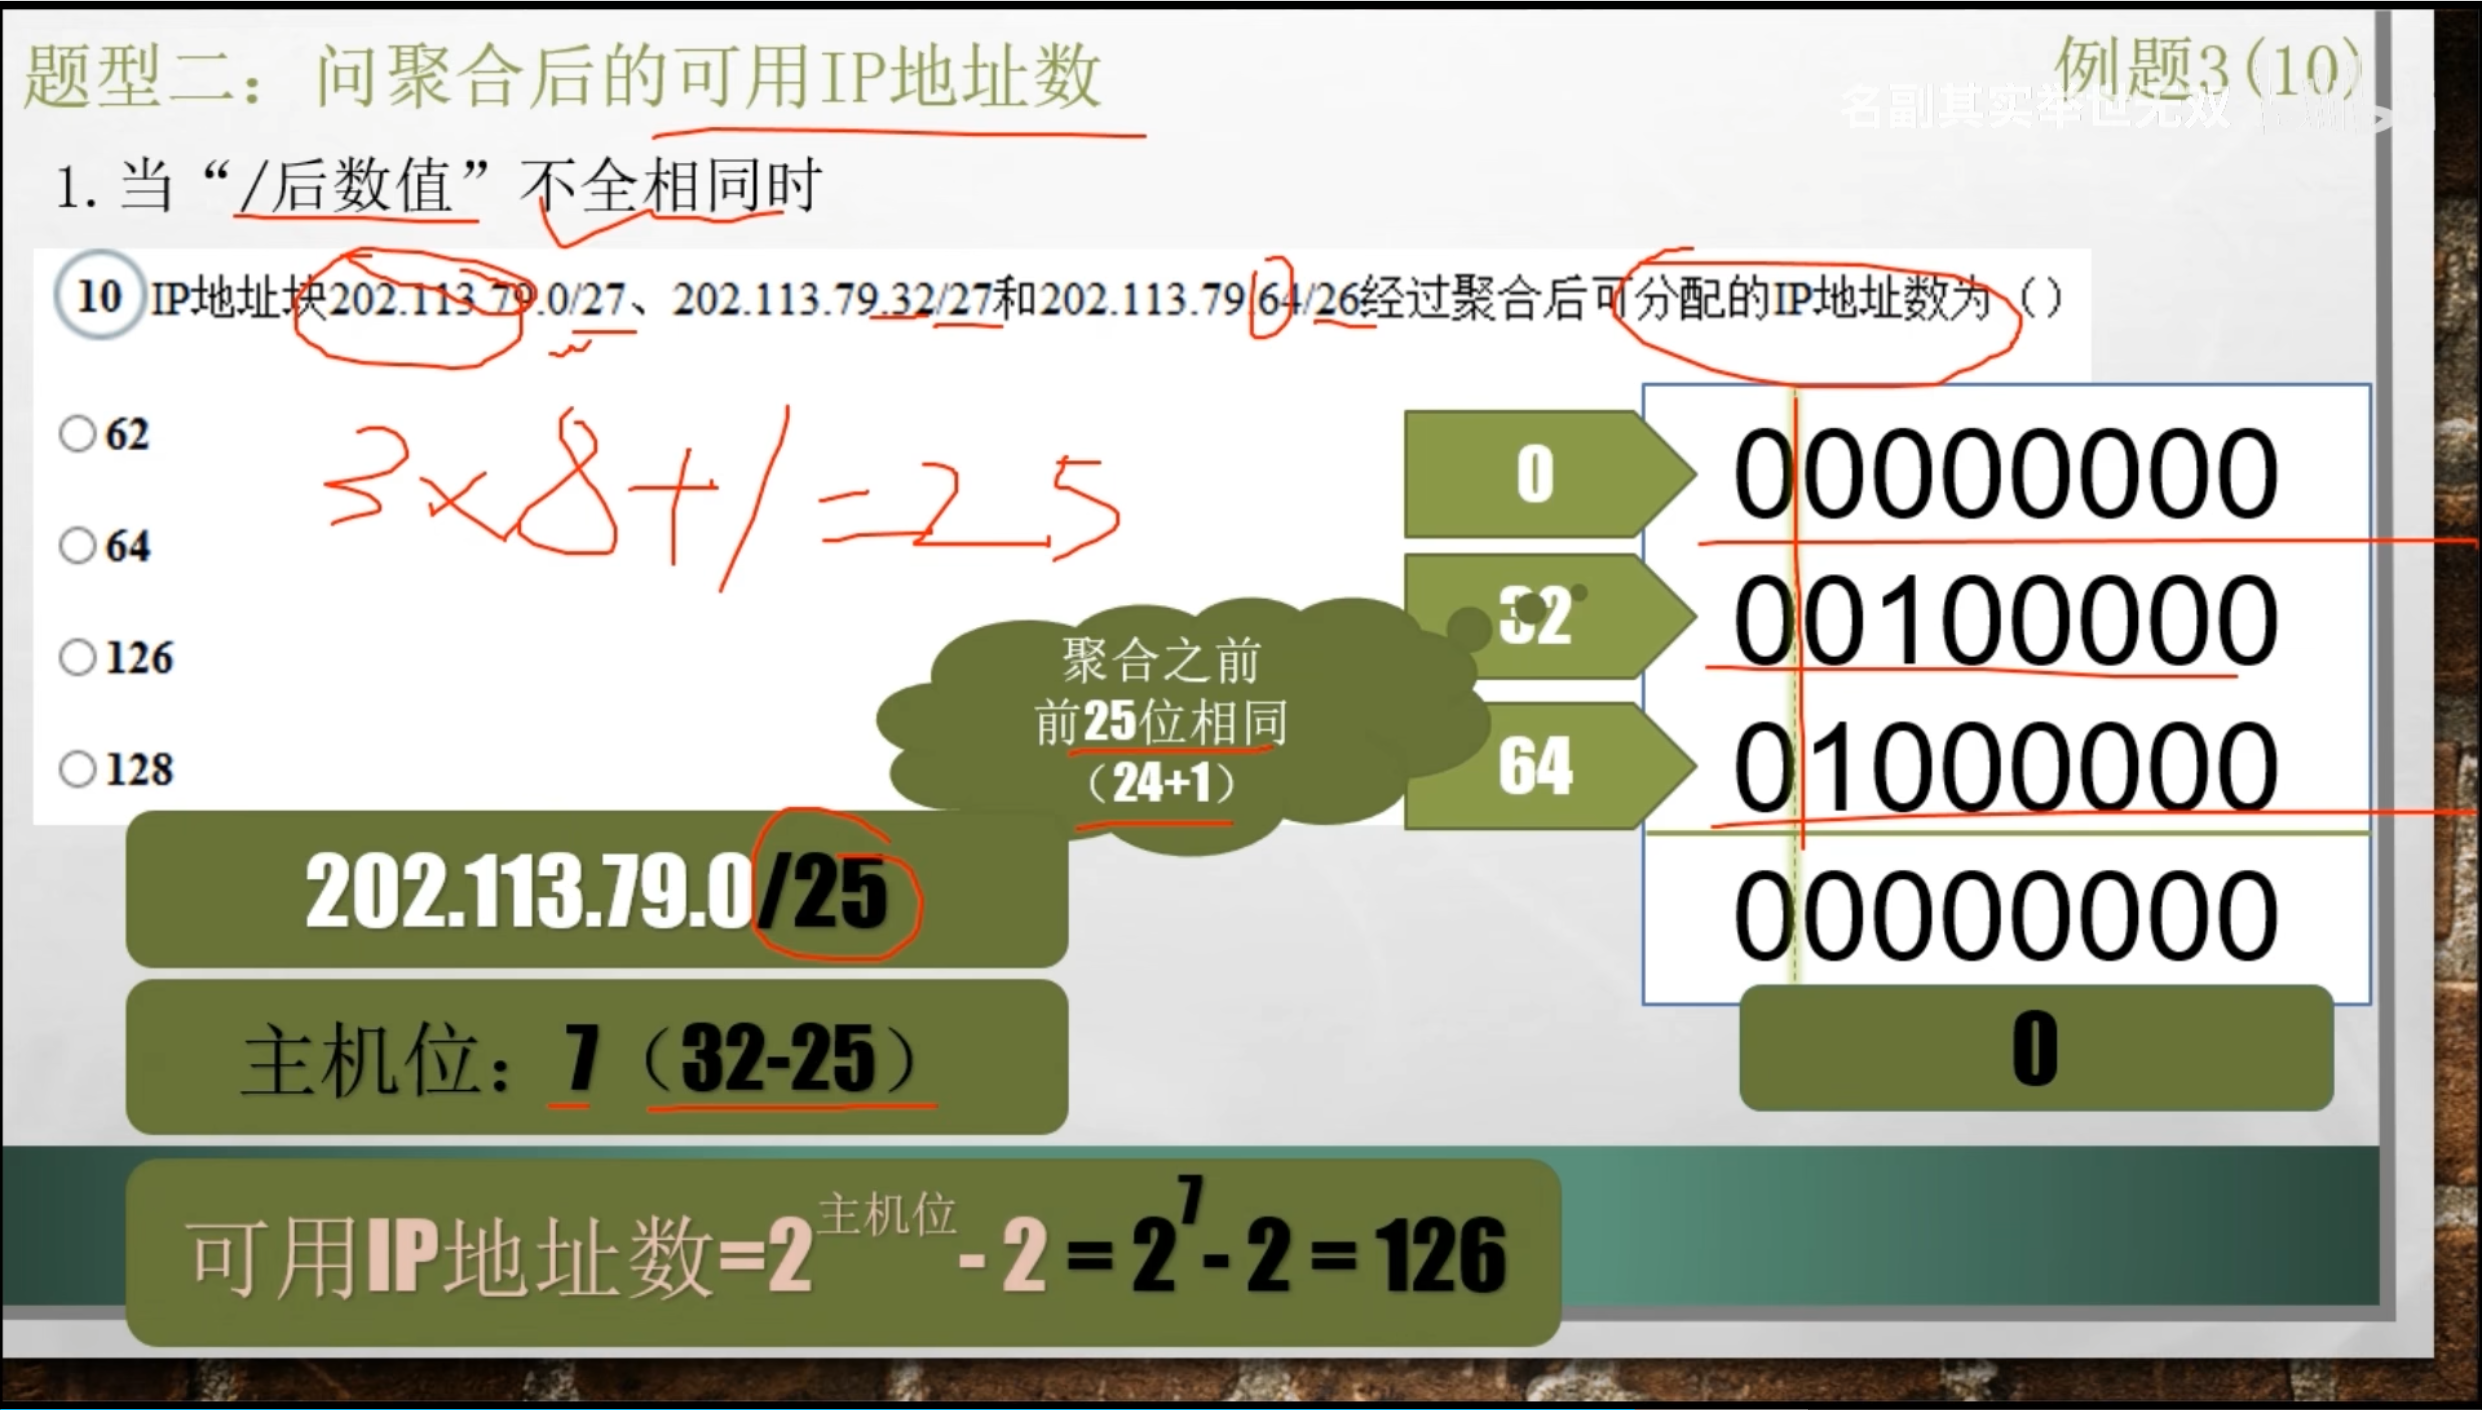 题型二：问聚合后的可用IP地址数
例题3(10)
名副其实举世无双
1.当“/后数值”不全相同时
10 IP地址块202.113.79.0/27、202.113.79.32/27和202.113.79.64/26经过聚合后可分配的IP地址数为（）
62
64
126
128
3×8+1=25
0 00000000
32 00100000
64 01000000
00000000
0
聚合之前
前25位相同
（24+1）
202.113.79.0/25
主机位：7（32-25）
可用IP地址数=2主机位-2=2⁷-2=126